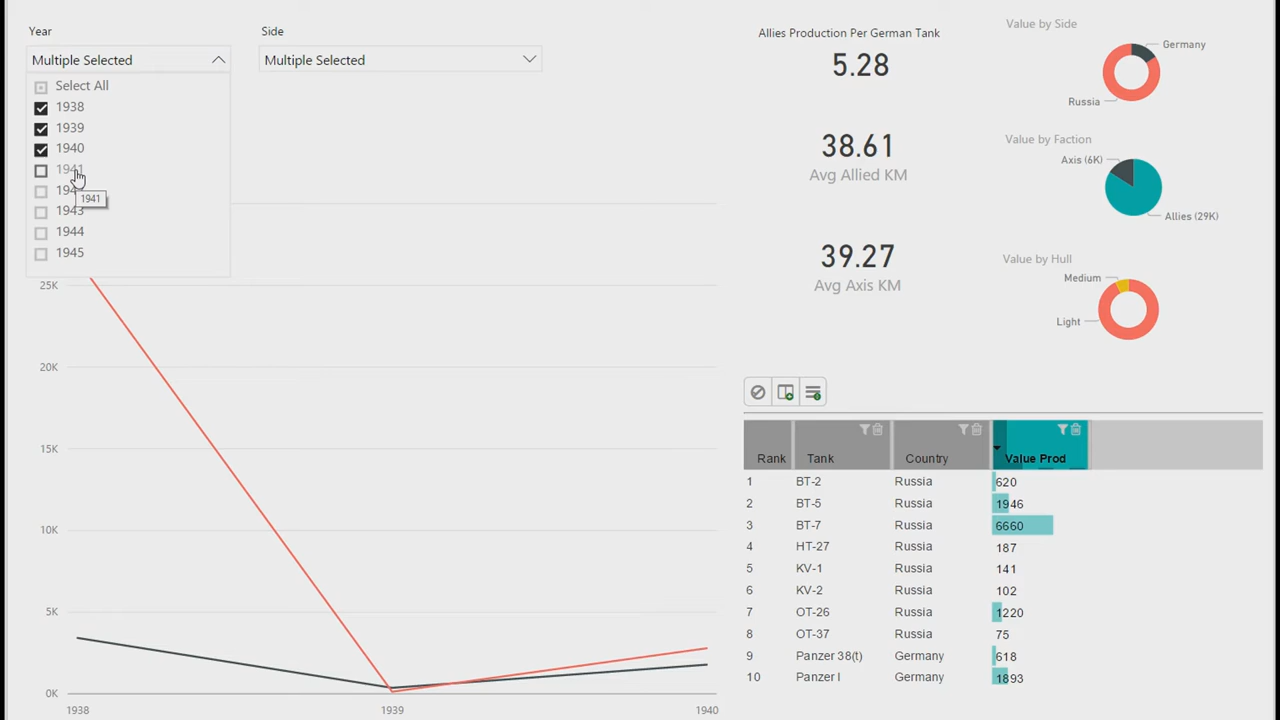 Year
Multiple Selected
Select All
1938
1939
1940
1941
1941
1943
1944
1945
Side
Multiple Selected
25K
20K
15K
10K
5K
0K
1938
1939
1940
Allies Production Per German Tank
5.28
38.61
Avg Allied KM
39.27
Avg Axis KM
Value by Side
Germany
Russia
Value by Faction
Axis (6K)
Allies (29K)
Value by Hull
Medium
Light
Rank Tank Country Value Prod
1 BT-2 Russia 620
2 BT-5 Russia 1946
3 BT-7 Russia 6660
4 HT-27 Russia 187
5 KV-1 Russia 141
6 KV-2 Russia 102
7 OT-26 Russia 1220
8 OT-37 Russia 75
9 Panzer 38(t) Germany 618
10 Panzer I Germany 1893